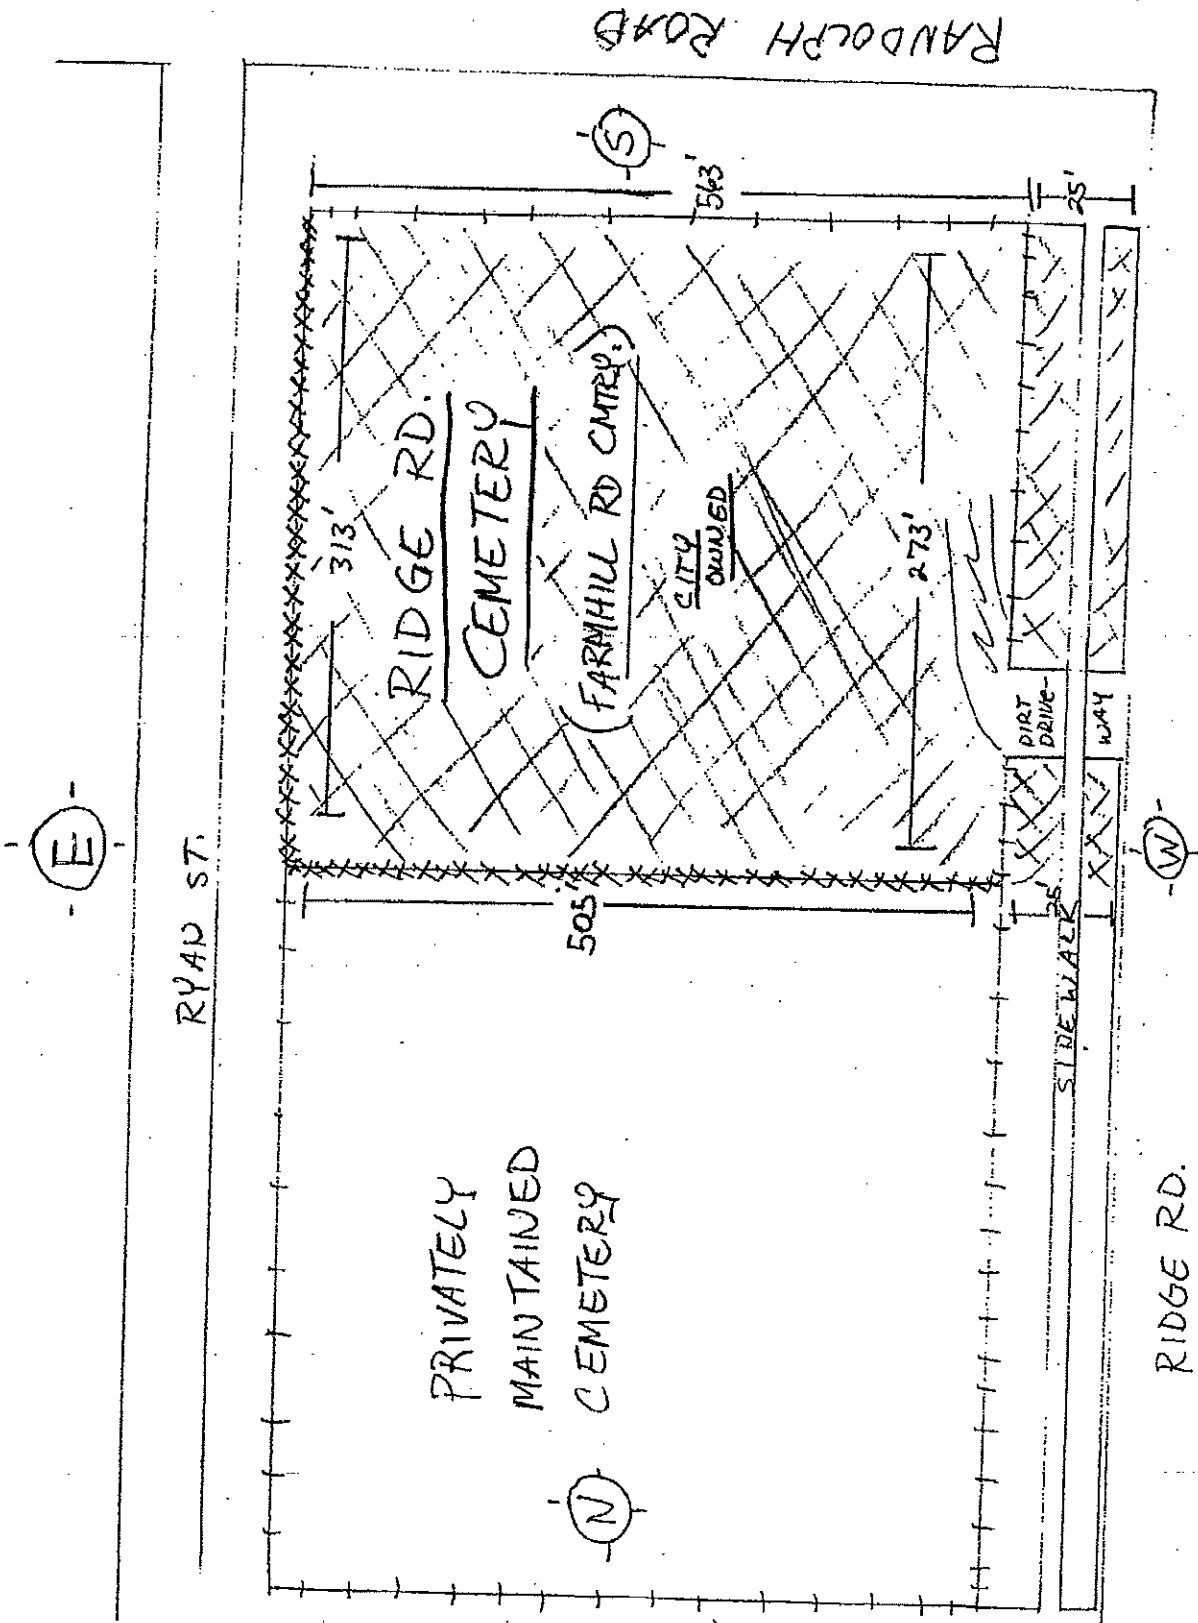 RANDOLPH ROAD
S
563'
25'
E
RYAN ST.
313'
RIDGE RD.
CEMETERY
(FARMHILL RD CMTRY.)
CITY
OWNED
273'
DIRT
DRIVE-
WAY
W
503'
25'
SIDEWALK
PRIVATELY
MAINTAINED
CEMETERY
N
RIDGE RD.